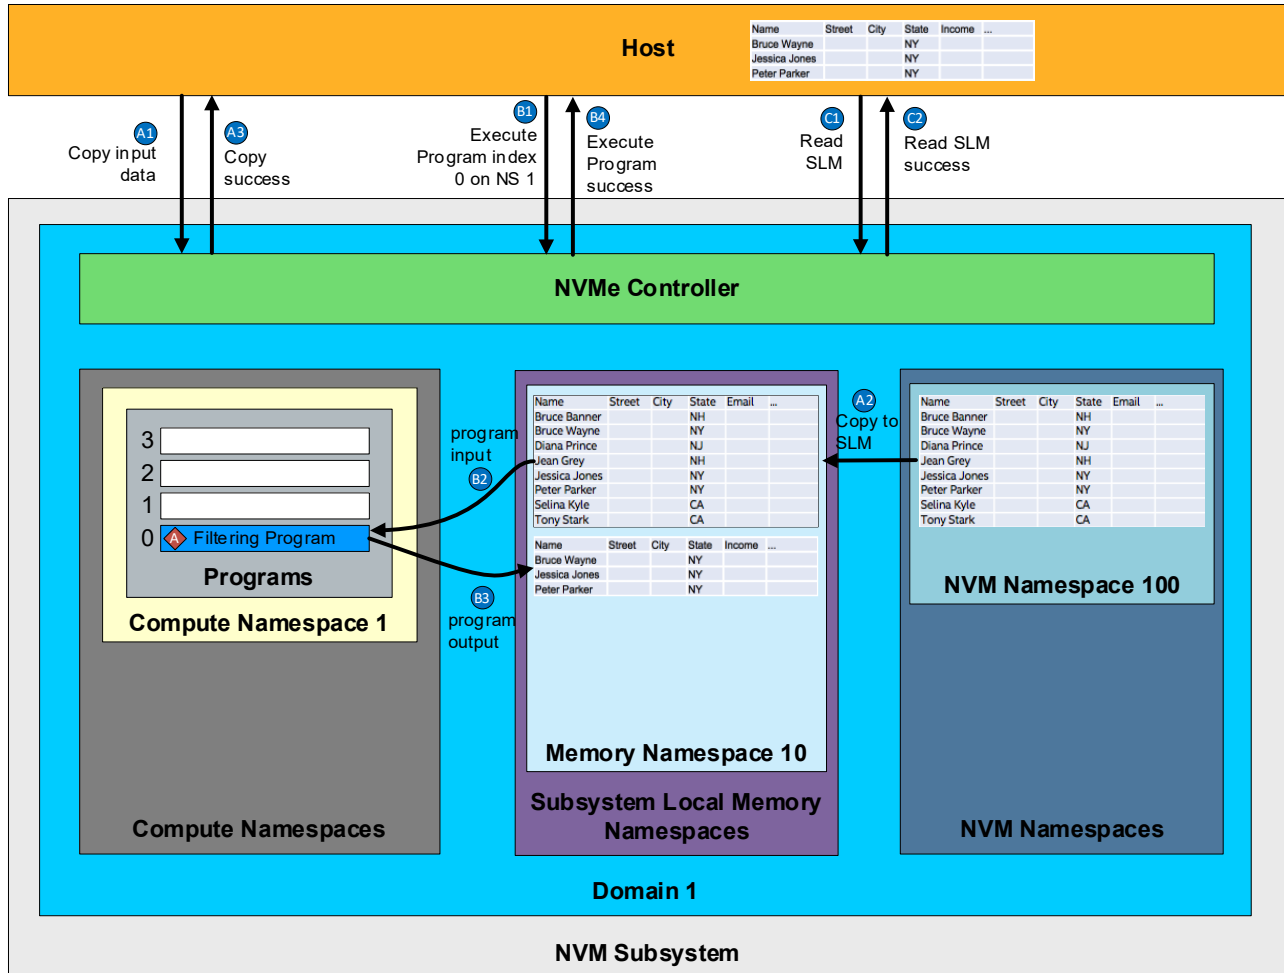 Host
Name Street City State Income ...
Bruce Wayne NY
Jessica Jones NY
Peter Parker NY
A1
Copy input
data
A3
Copy
success
B1
Execute
Program index
0 on NS 1
B4
Execute
Program
success
C1
Read
SLM
C2
Read SLM
success
NVMe Controller
3
2
1
0 A Filtering Program
Programs
Compute Namespace 1
Compute Namespaces
program
input
B2
B3
program
output
Name Street City State Email ...
Bruce Banner NH
Bruce Wayne NY
Diana Prince NJ
Jean Grey NH
Jessica Jones NY
Peter Parker NY
Selina Kyle CA
Tony Stark CA
Name Street City State Income ...
Bruce Wayne NY
Jessica Jones NY
Peter Parker NY
Memory Namespace 10
Subsystem Local Memory
Namespaces
A2
Copy to
SLM
Name Street City State Email ...
Bruce Banner NH
Bruce Wayne NY
Diana Prince NJ
Jean Grey NH
Jessica Jones NY
Peter Parker NY
Selina Kyle CA
Tony Stark CA
NVM Namespace 100
NVM Namespaces
Domain 1
NVM Subsystem